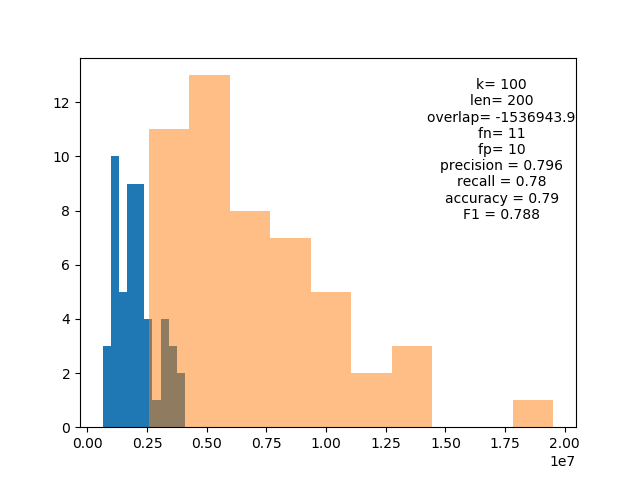 k= 100
len= 200
overlap= -1536943.9
fn= 11
fp= 10
precision = 0.796
recall = 0.78
accuracy = 0.79
F1 = 0.788
12
10
8
6
4
2
0
0.00 0.25 0.50 0.75 1.00 1.25 1.50 1.75 2.00
1e7